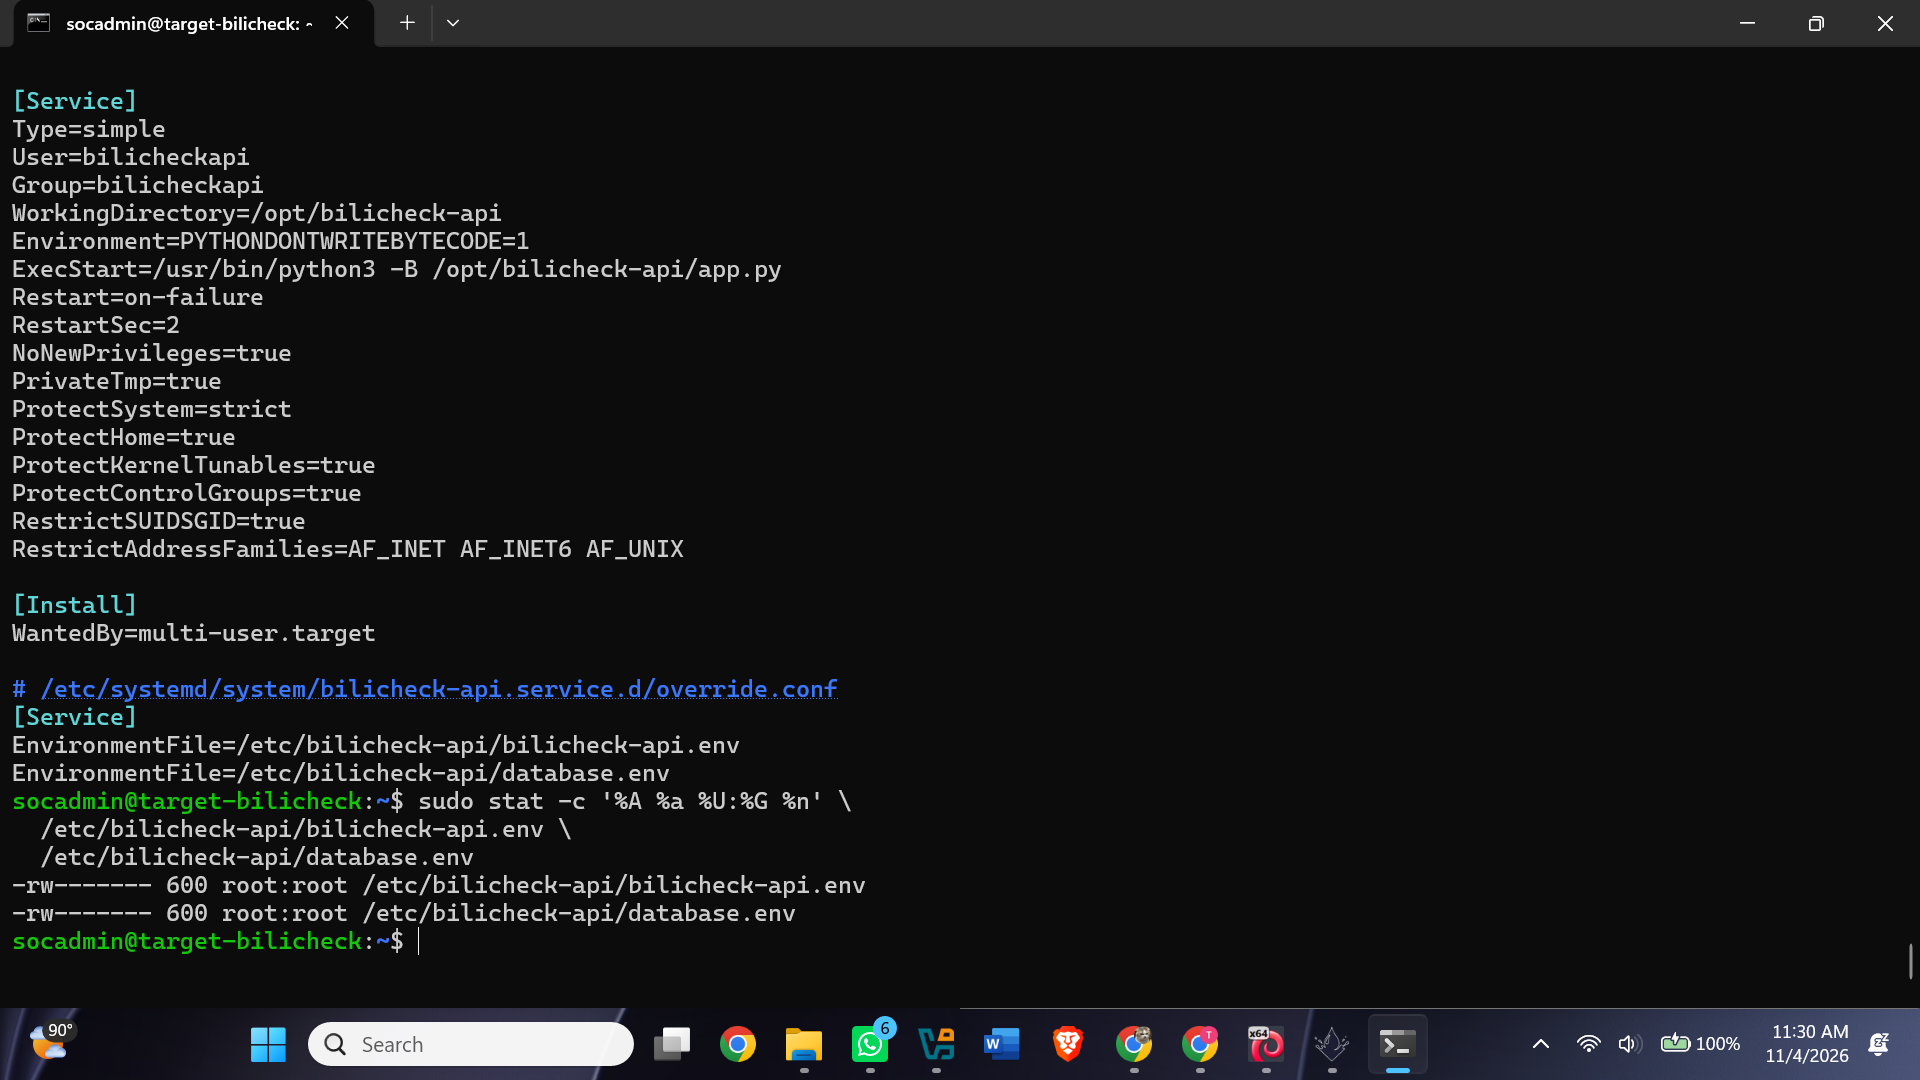 socadmin@target-bilicheck: ~
[Service]
Type=simple
User=bilicheckapi
Group=bilicheckapi
WorkingDirectory=/opt/bilicheck-api
Environment=PYTHONDONTWRITEBYTECODE=1
ExecStart=/usr/bin/python3 -B /opt/bilicheck-api/app.py
Restart=on-failure
RestartSec=2
NoNewPrivileges=true
PrivateTmp=true
ProtectSystem=strict
ProtectHome=true
ProtectKernelTunables=true
ProtectControlGroups=true
RestrictSUIDSGID=true
RestrictAddressFamilies=AF_INET AF_INET6 AF_UNIX
[Install]
WantedBy=multi-user.target
# /etc/systemd/system/bilicheck-api.service.d/override.conf
[Service]
EnvironmentFile=/etc/bilicheck-api/bilicheck-api.env
EnvironmentFile=/etc/bilicheck-api/database.env
socadmin@target-bilicheck:~$ sudo stat -c '%A %a %U:%G %n' \
  /etc/bilicheck-api/bilicheck-api.env \
  /etc/bilicheck-api/database.env
-rw------- 600 root:root /etc/bilicheck-api/bilicheck-api.env
-rw------- 600 root:root /etc/bilicheck-api/database.env
socadmin@target-bilicheck:~$
90°
Search
6
W
T
x64
100%
11:30 AM
11/4/2026